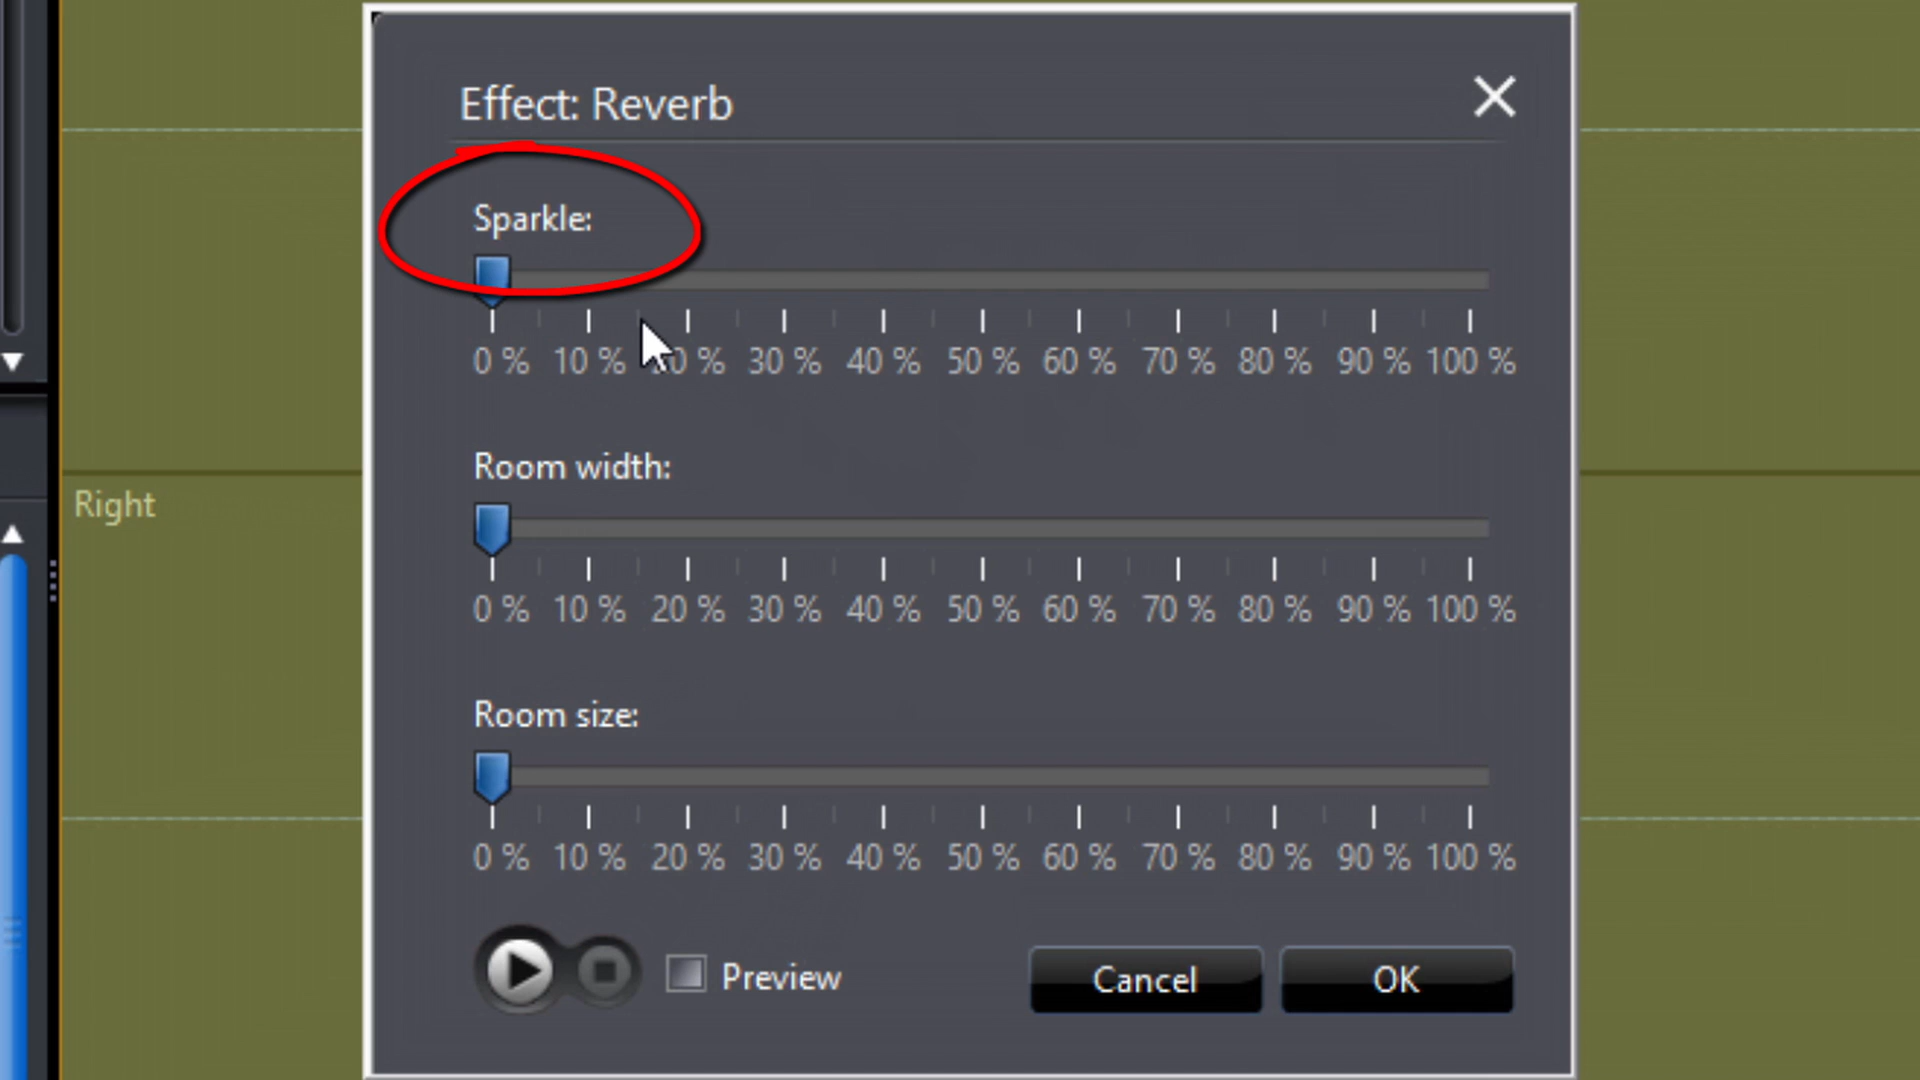 Effect: Reverb
Sparkle:
0 % 10 % 0 % 30 % 40 % 50 % 60 % 70 % 80 % 90 % 100 %
Room width:
0 % 10 % 20 % 30 % 40 % 50 % 60 % 70 % 80 % 90 % 100 %
Right
Room size:
0 % 10 % 20 % 30 % 40 % 50 % 60 % 70 % 80 % 90 % 100 %
Preview
Cancel
OK